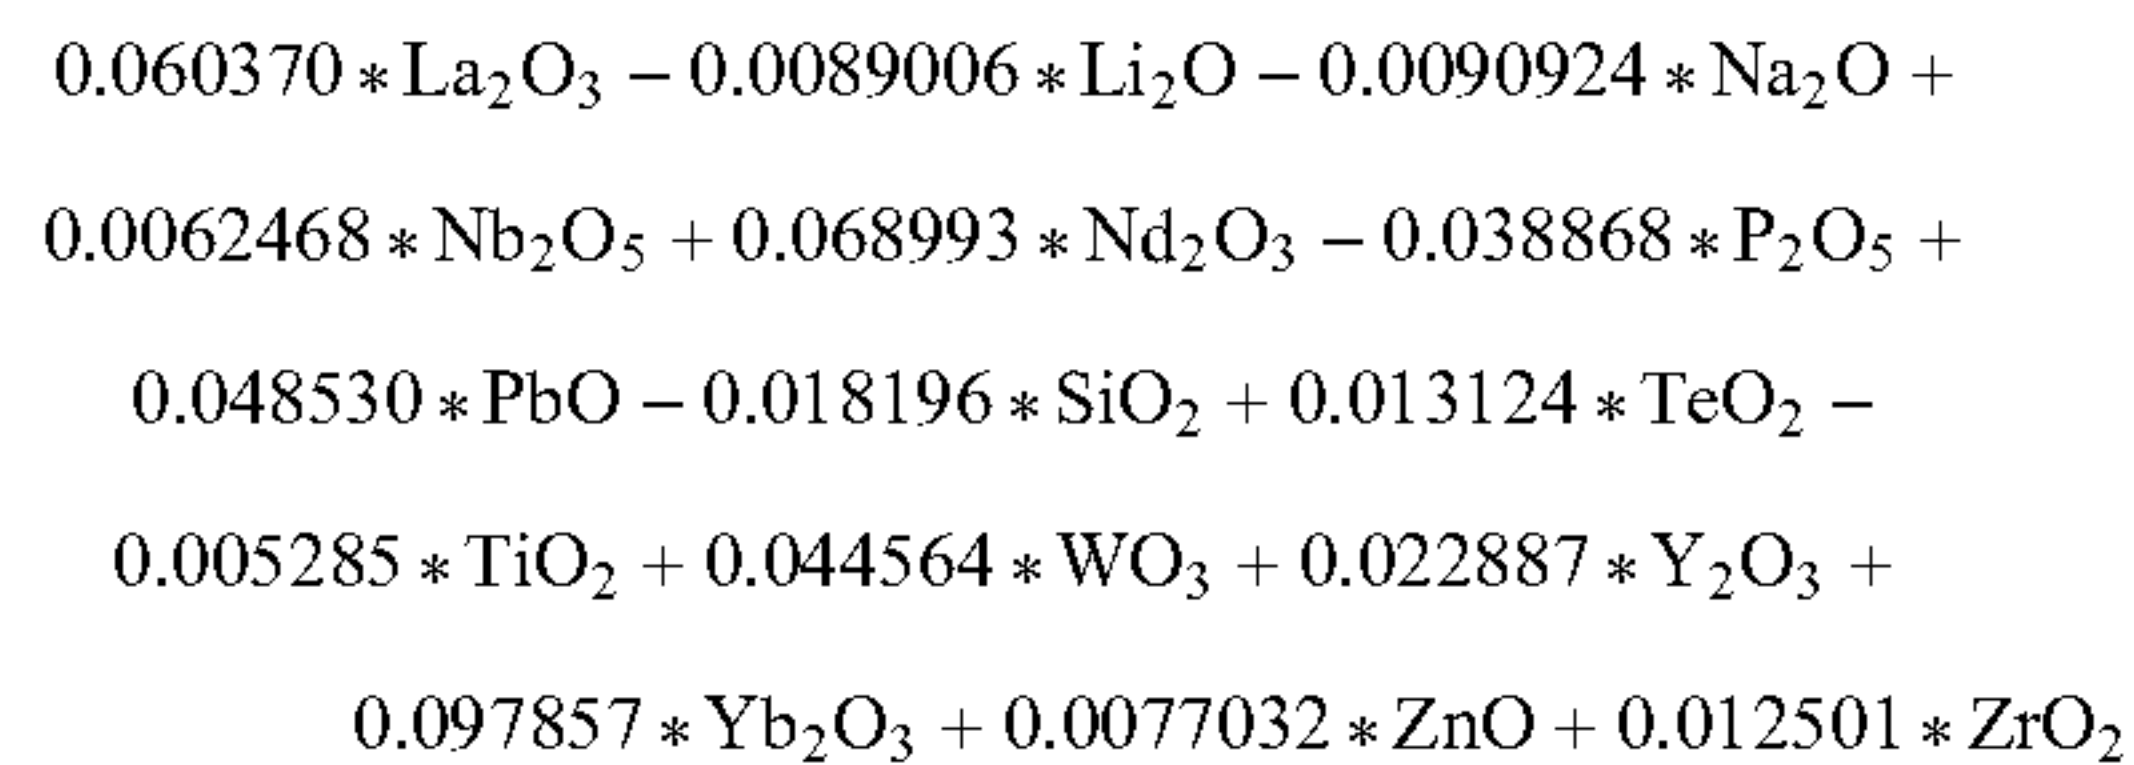 0.060370 * La₂O₃ − 0.0089006 * Li₂O − 0.0090924 * Na₂O +
0.0062468 * Nb₂O₅ + 0.068993 * Nd₂O₃ − 0.038868 * P₂O₅ +
0.048530 * PbO − 0.018196 * SiO₂ + 0.013124 * TeO₂ −
0.005285 * TiO₂ + 0.044564 * WO₃ + 0.022887 * Y₂O₃ +
0.097857 * Yb₂O₃ + 0.0077032 * ZnO + 0.012501 * ZrO₂